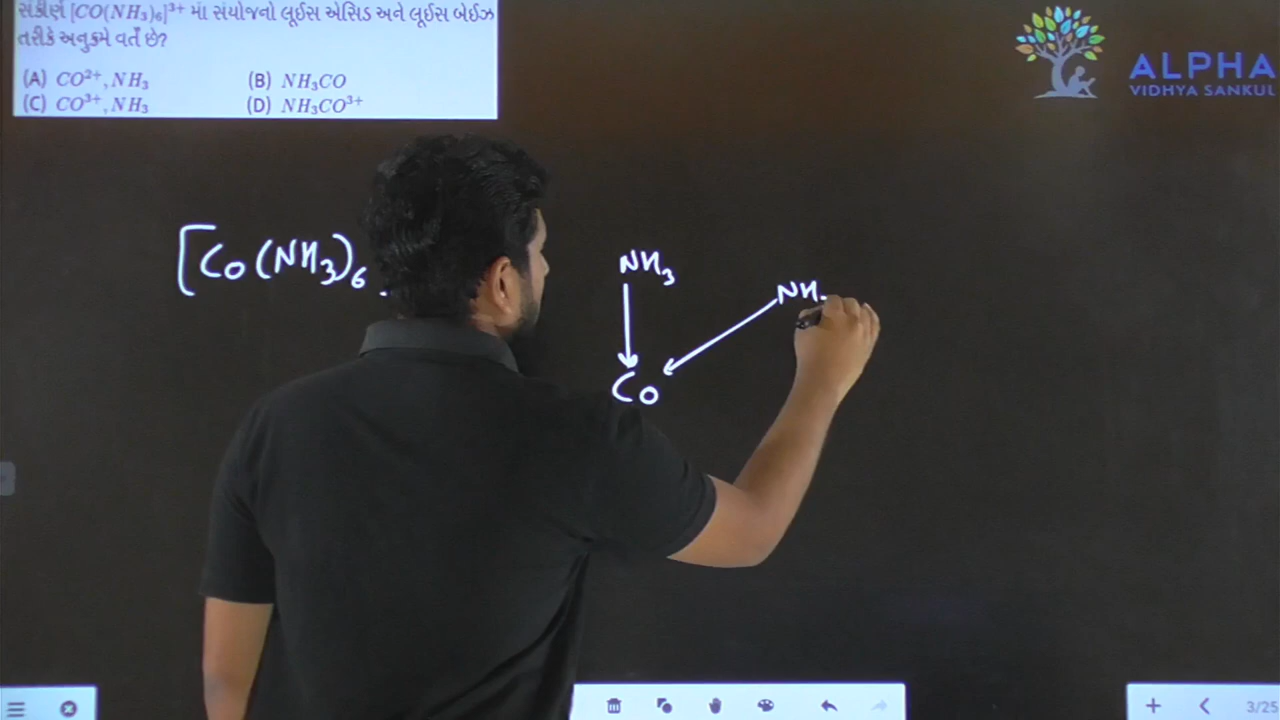 સંકીર્ણ [CO(NH₃)₆]³⁺ માં સંયોજનો લૂઈસ એસિડ અને લૂઈસ બેઈઝ
તરીકે અનુક્રમે વર્તે છે?
(A) CO²⁺, NH₃ (B) NH₃CO
(C) CO³⁺, NH₃ (D) NH₃CO³⁺
ALPHA
VIDHYA SANKUL
[Co(NH₃)₆
NH₃
NH
Co
3/25